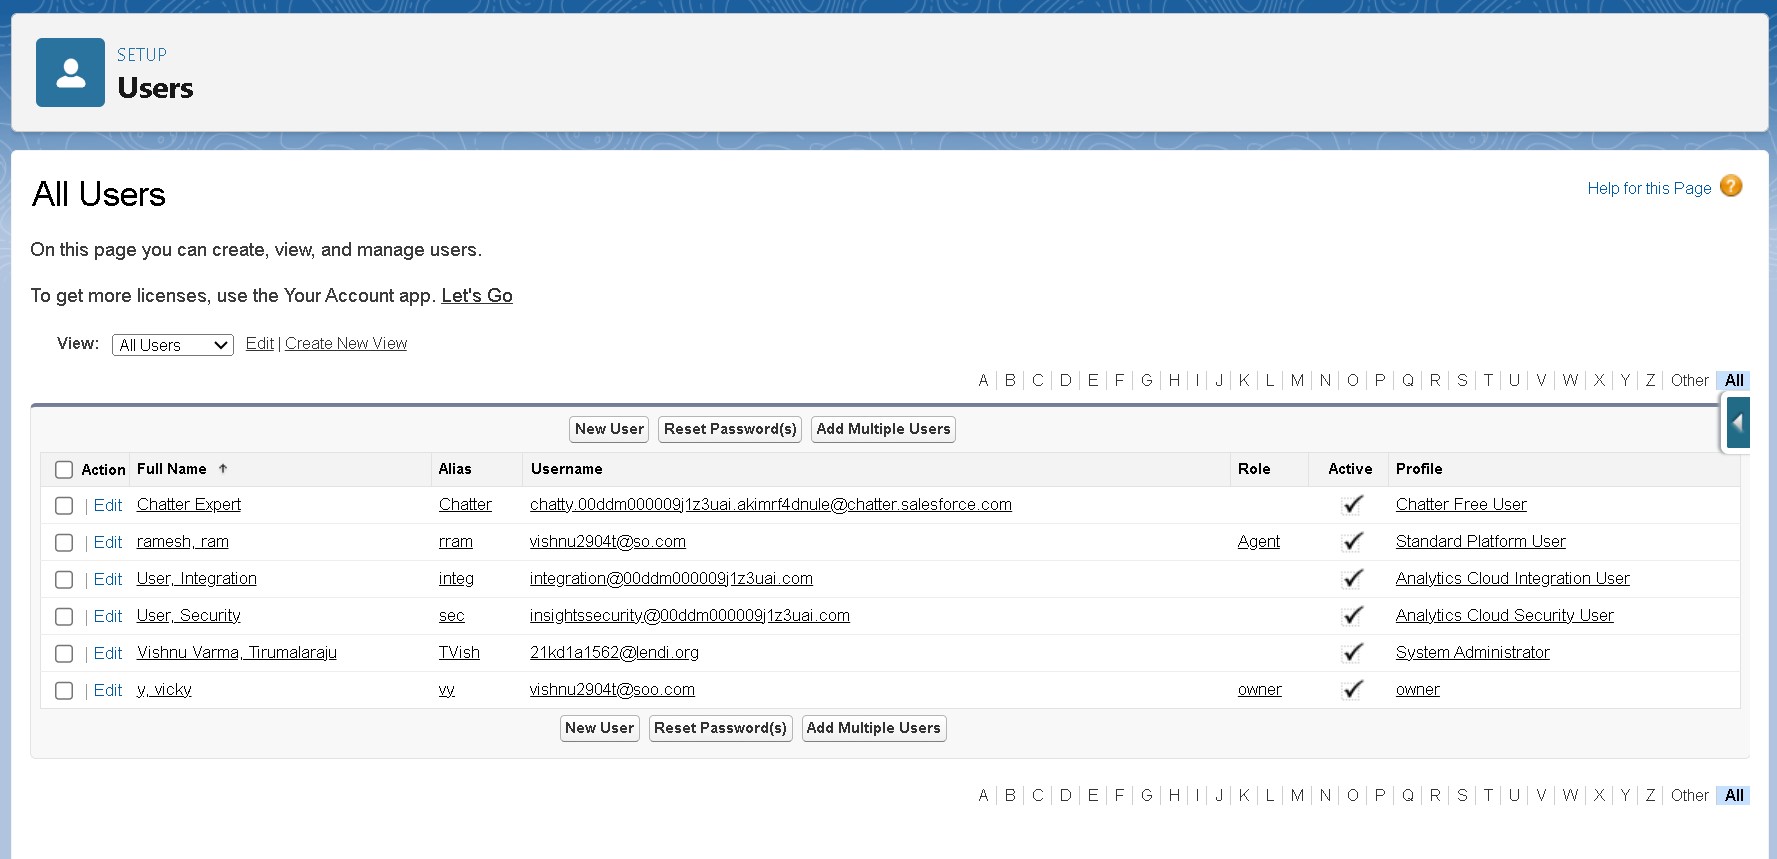 SETUP
Users
All Users
Help for this Page ?
On this page you can create, view, and manage users.
To get more licenses, use the Your Account app. Let's Go
View: All Users Edit | Create New View
A | B | C | D | E | F | G | H | I | J | K | L | M | N | O | P | Q | R | S | T | U | V | W | X | Y | Z | Other | All
New User Reset Password(s) Add Multiple Users
Action Full Name ↑ Alias Username Role Active Profile
| Edit Chatter Expert Chatter chatty.00ddm000009j1z3uai.akimrf4dnule@chatter.salesforce.com Chatter Free User
| Edit ramesh, ram rram vishnu2904t@so.com Agent Standard Platform User
| Edit User, Integration integ integration@00ddm000009j1z3uai.com Analytics Cloud Integration User
| Edit User, Security sec insightssecurity@00ddm000009j1z3uai.com Analytics Cloud Security User
| Edit Vishnu Varma, Tirumalaraju TVish 21kd1a1562@lendi.org System Administrator
| Edit y, vicky vy vishnu2904t@soo.com owner owner
New User Reset Password(s) Add Multiple Users
A | B | C | D | E | F | G | H | I | J | K | L | M | N | O | P | Q | R | S | T | U | V | W | X | Y | Z | Other | All